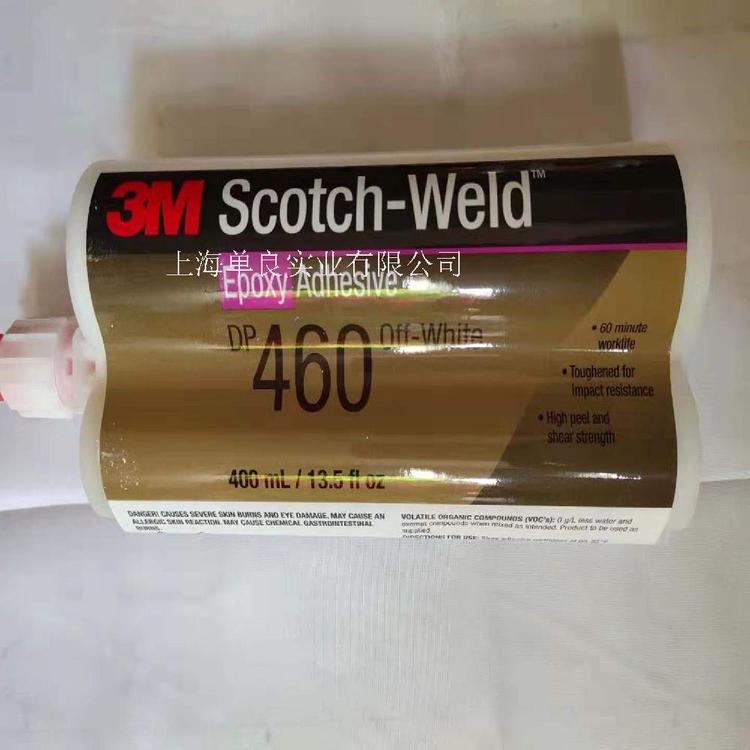 3M Scotch-Weld™
上海单良实业有限公司
Epoxy Adhesive
DP 460 Off-White
• 60 minute
worklife
• Toughened for
Impact resistance
• High peel and
shear strength
400 mL / 13.5 fl oz
DANGER! CAUSES SEVERE SKIN BURNS AND EYE DAMAGE. MAY CAUSE AN
ALLERGIC SKIN REACTION. MAY CAUSE CHEMICAL GASTROINTESTINAL
BURNS.
VOLATILE ORGANIC COMPOUNDS (VOC's): 0 g/L less water and
exempt compounds when mixed as intended. Product to be used as
supplied.
DIRECTIONS FOR USE: